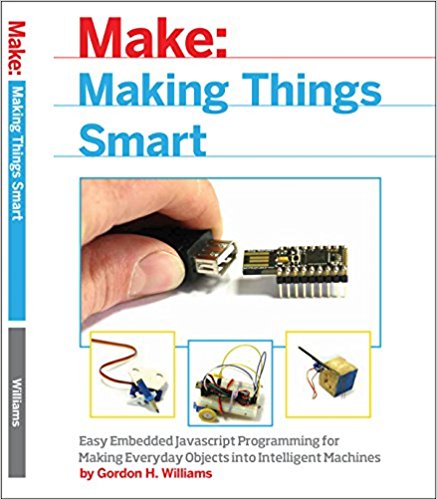 Make:
Making Things Smart
Williams
Make:
Making Things
Smart
Easy Embedded Javascript Programming for
Making Everyday Objects into Intelligent Machines
by Gordon H. Williams